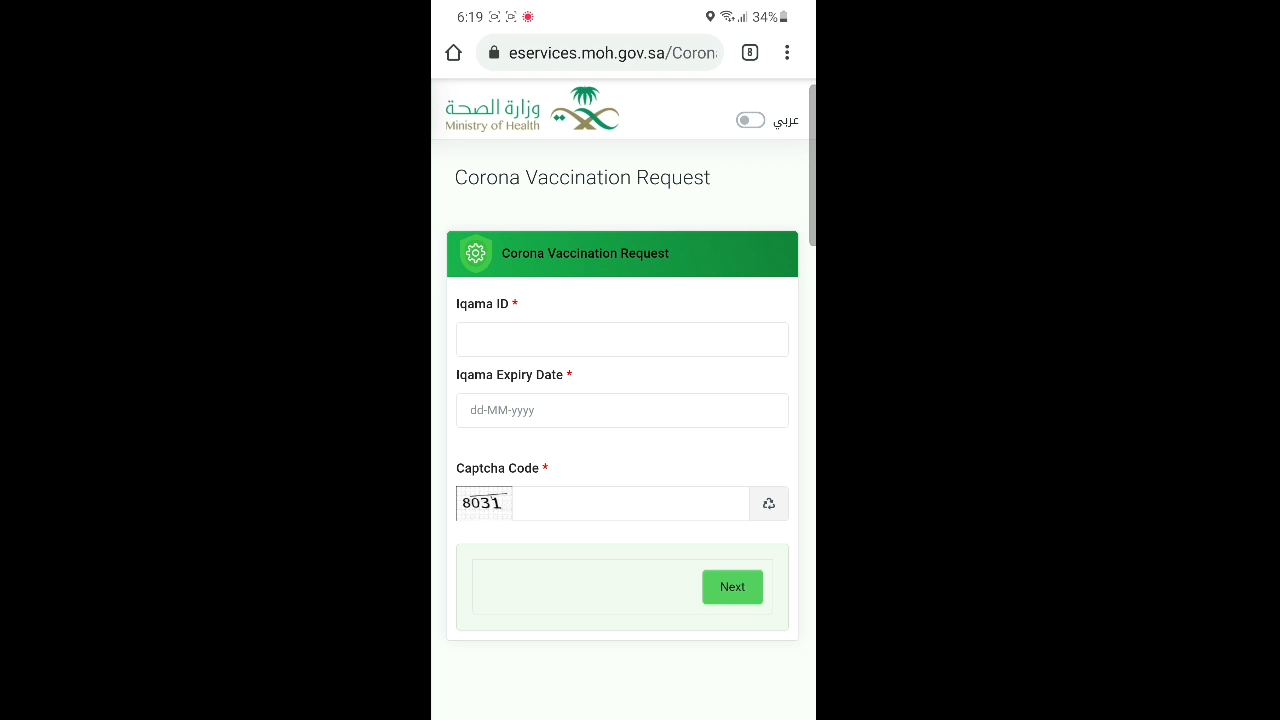 6:19 34%
eservices.moh.gov.sa/Coron
8
وزارة الصحة
Ministry of Health
عربي
Corona Vaccination Request
Corona Vaccination Request
Iqama ID *
Iqama Expiry Date *
dd-MM-yyyy
Captcha Code *
8031
Next